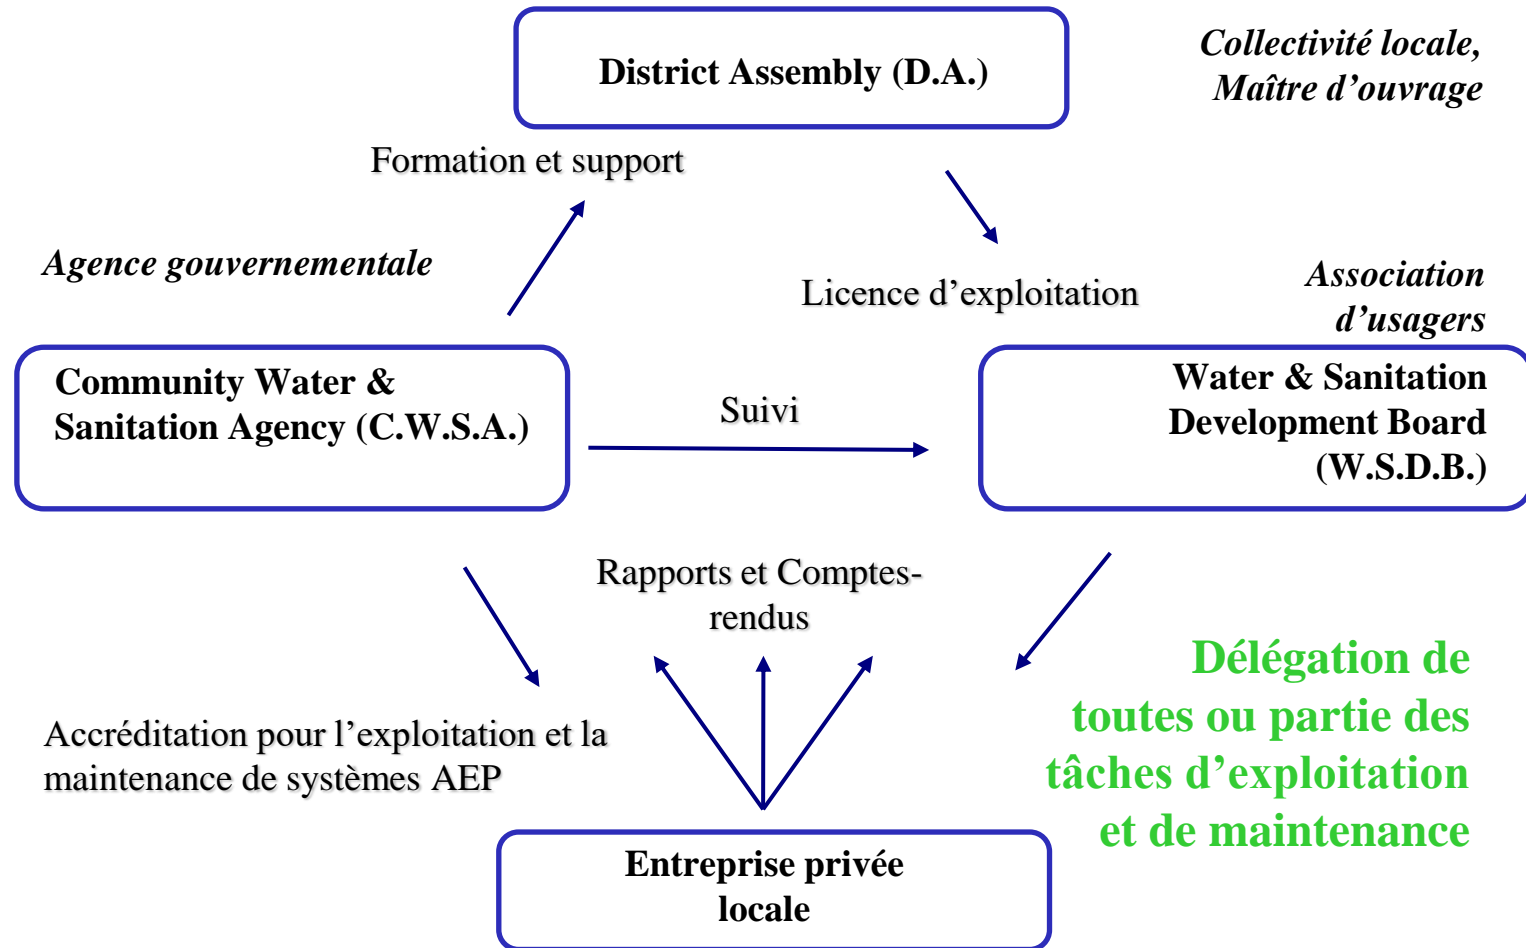 District Assembly (D.A.)
Collectivité locale,
Maître d’ouvrage
Formation et support
Agence gouvernementale
Licence d’exploitation
Association
d’usagers
Community Water &
Sanitation Agency (C.W.S.A.)
Suivi
Water & Sanitation
Development Board
(W.S.D.B.)
Rapports et Comptes-
rendus
Délégation de
toutes ou partie des
tâches d’exploitation
et de maintenance
Accréditation pour l’exploitation et la
maintenance de systèmes AEP
Entreprise privée
locale